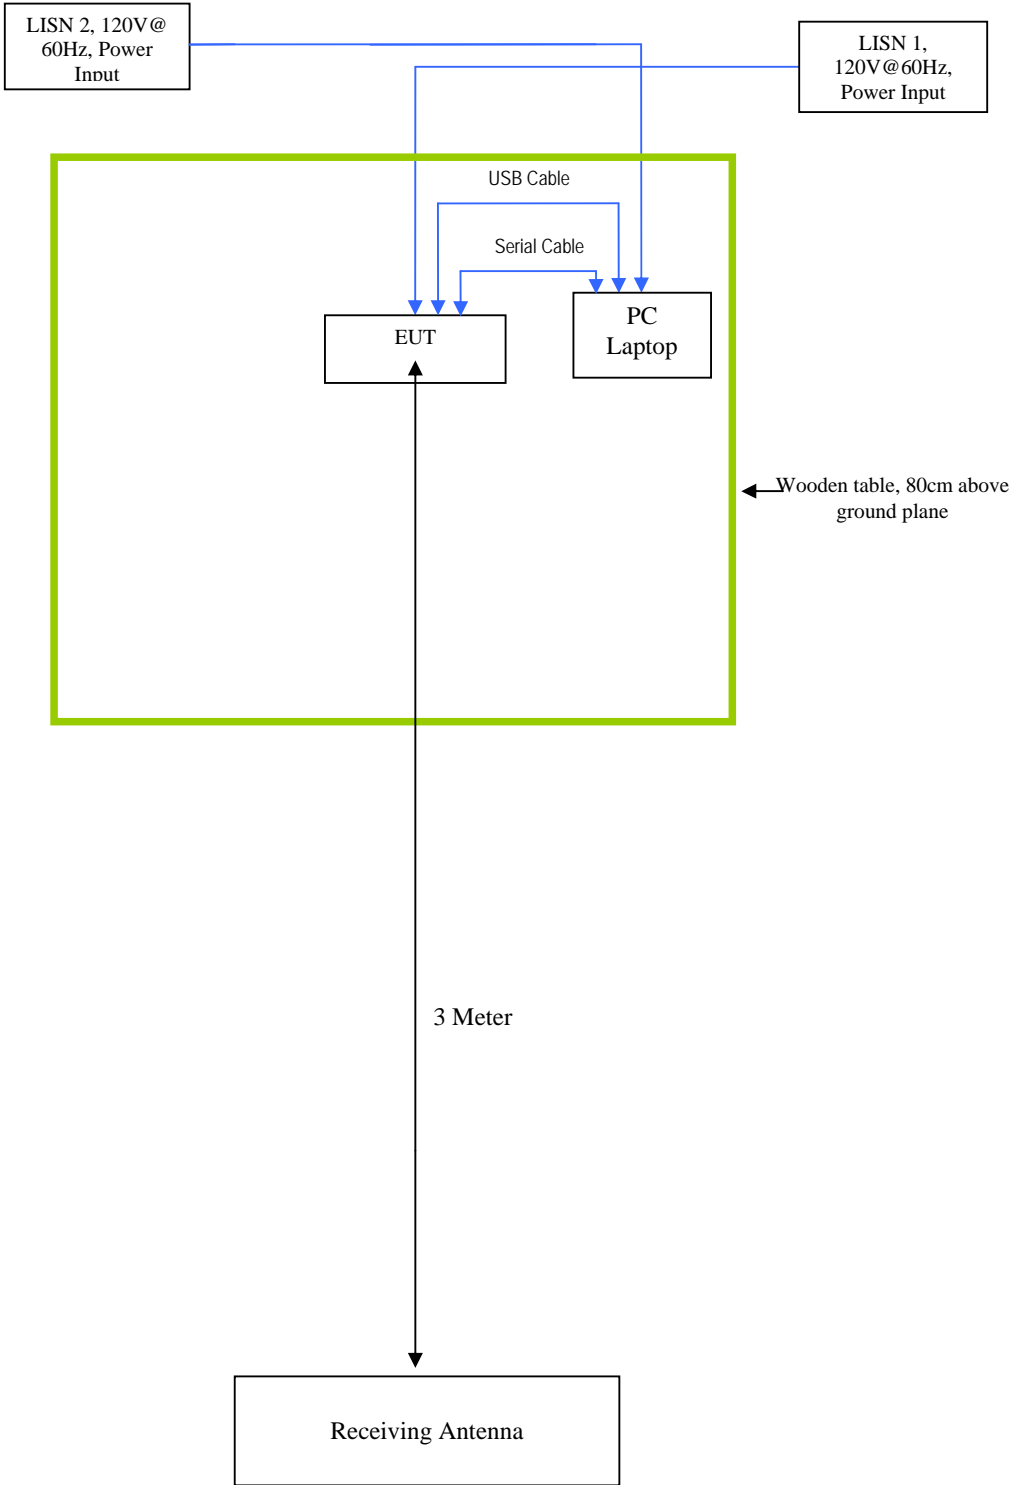 LISN 2, 120V@
60Hz, Power
Input
LISN 1,
120V@60Hz,
Power Input
USB Cable
Serial Cable
EUT
PC
Laptop
Wooden table, 80cm above
ground plane
3 Meter
Receiving Antenna